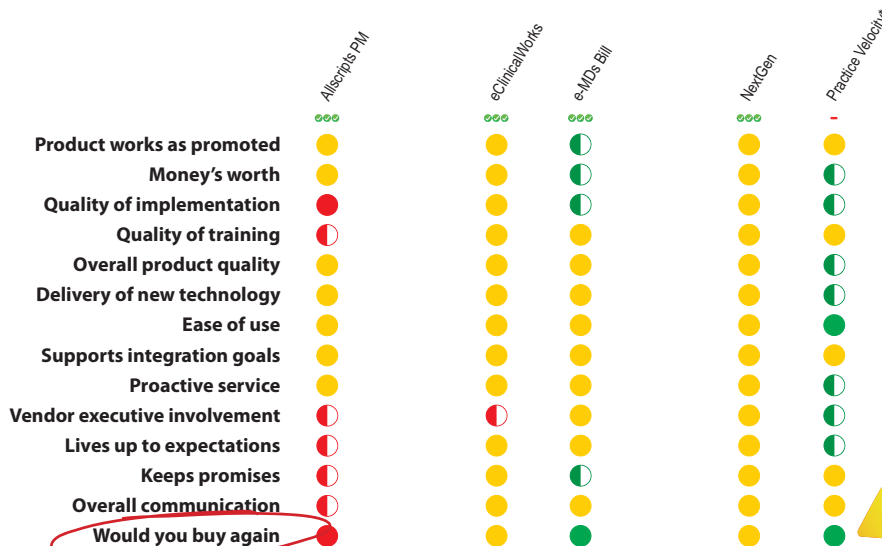 Allscripts PM
eClinicalWorks
e-MDs Bill
NextGen
Practice Velocity*
Product works as promoted
Money’s worth
Quality of implementation
Quality of training
Overall product quality
Delivery of new technology
Ease of use
Supports integration goals
Proactive service
Vendor executive involvement
Lives up to expectations
Keeps promises
Overall communication
Would you buy again